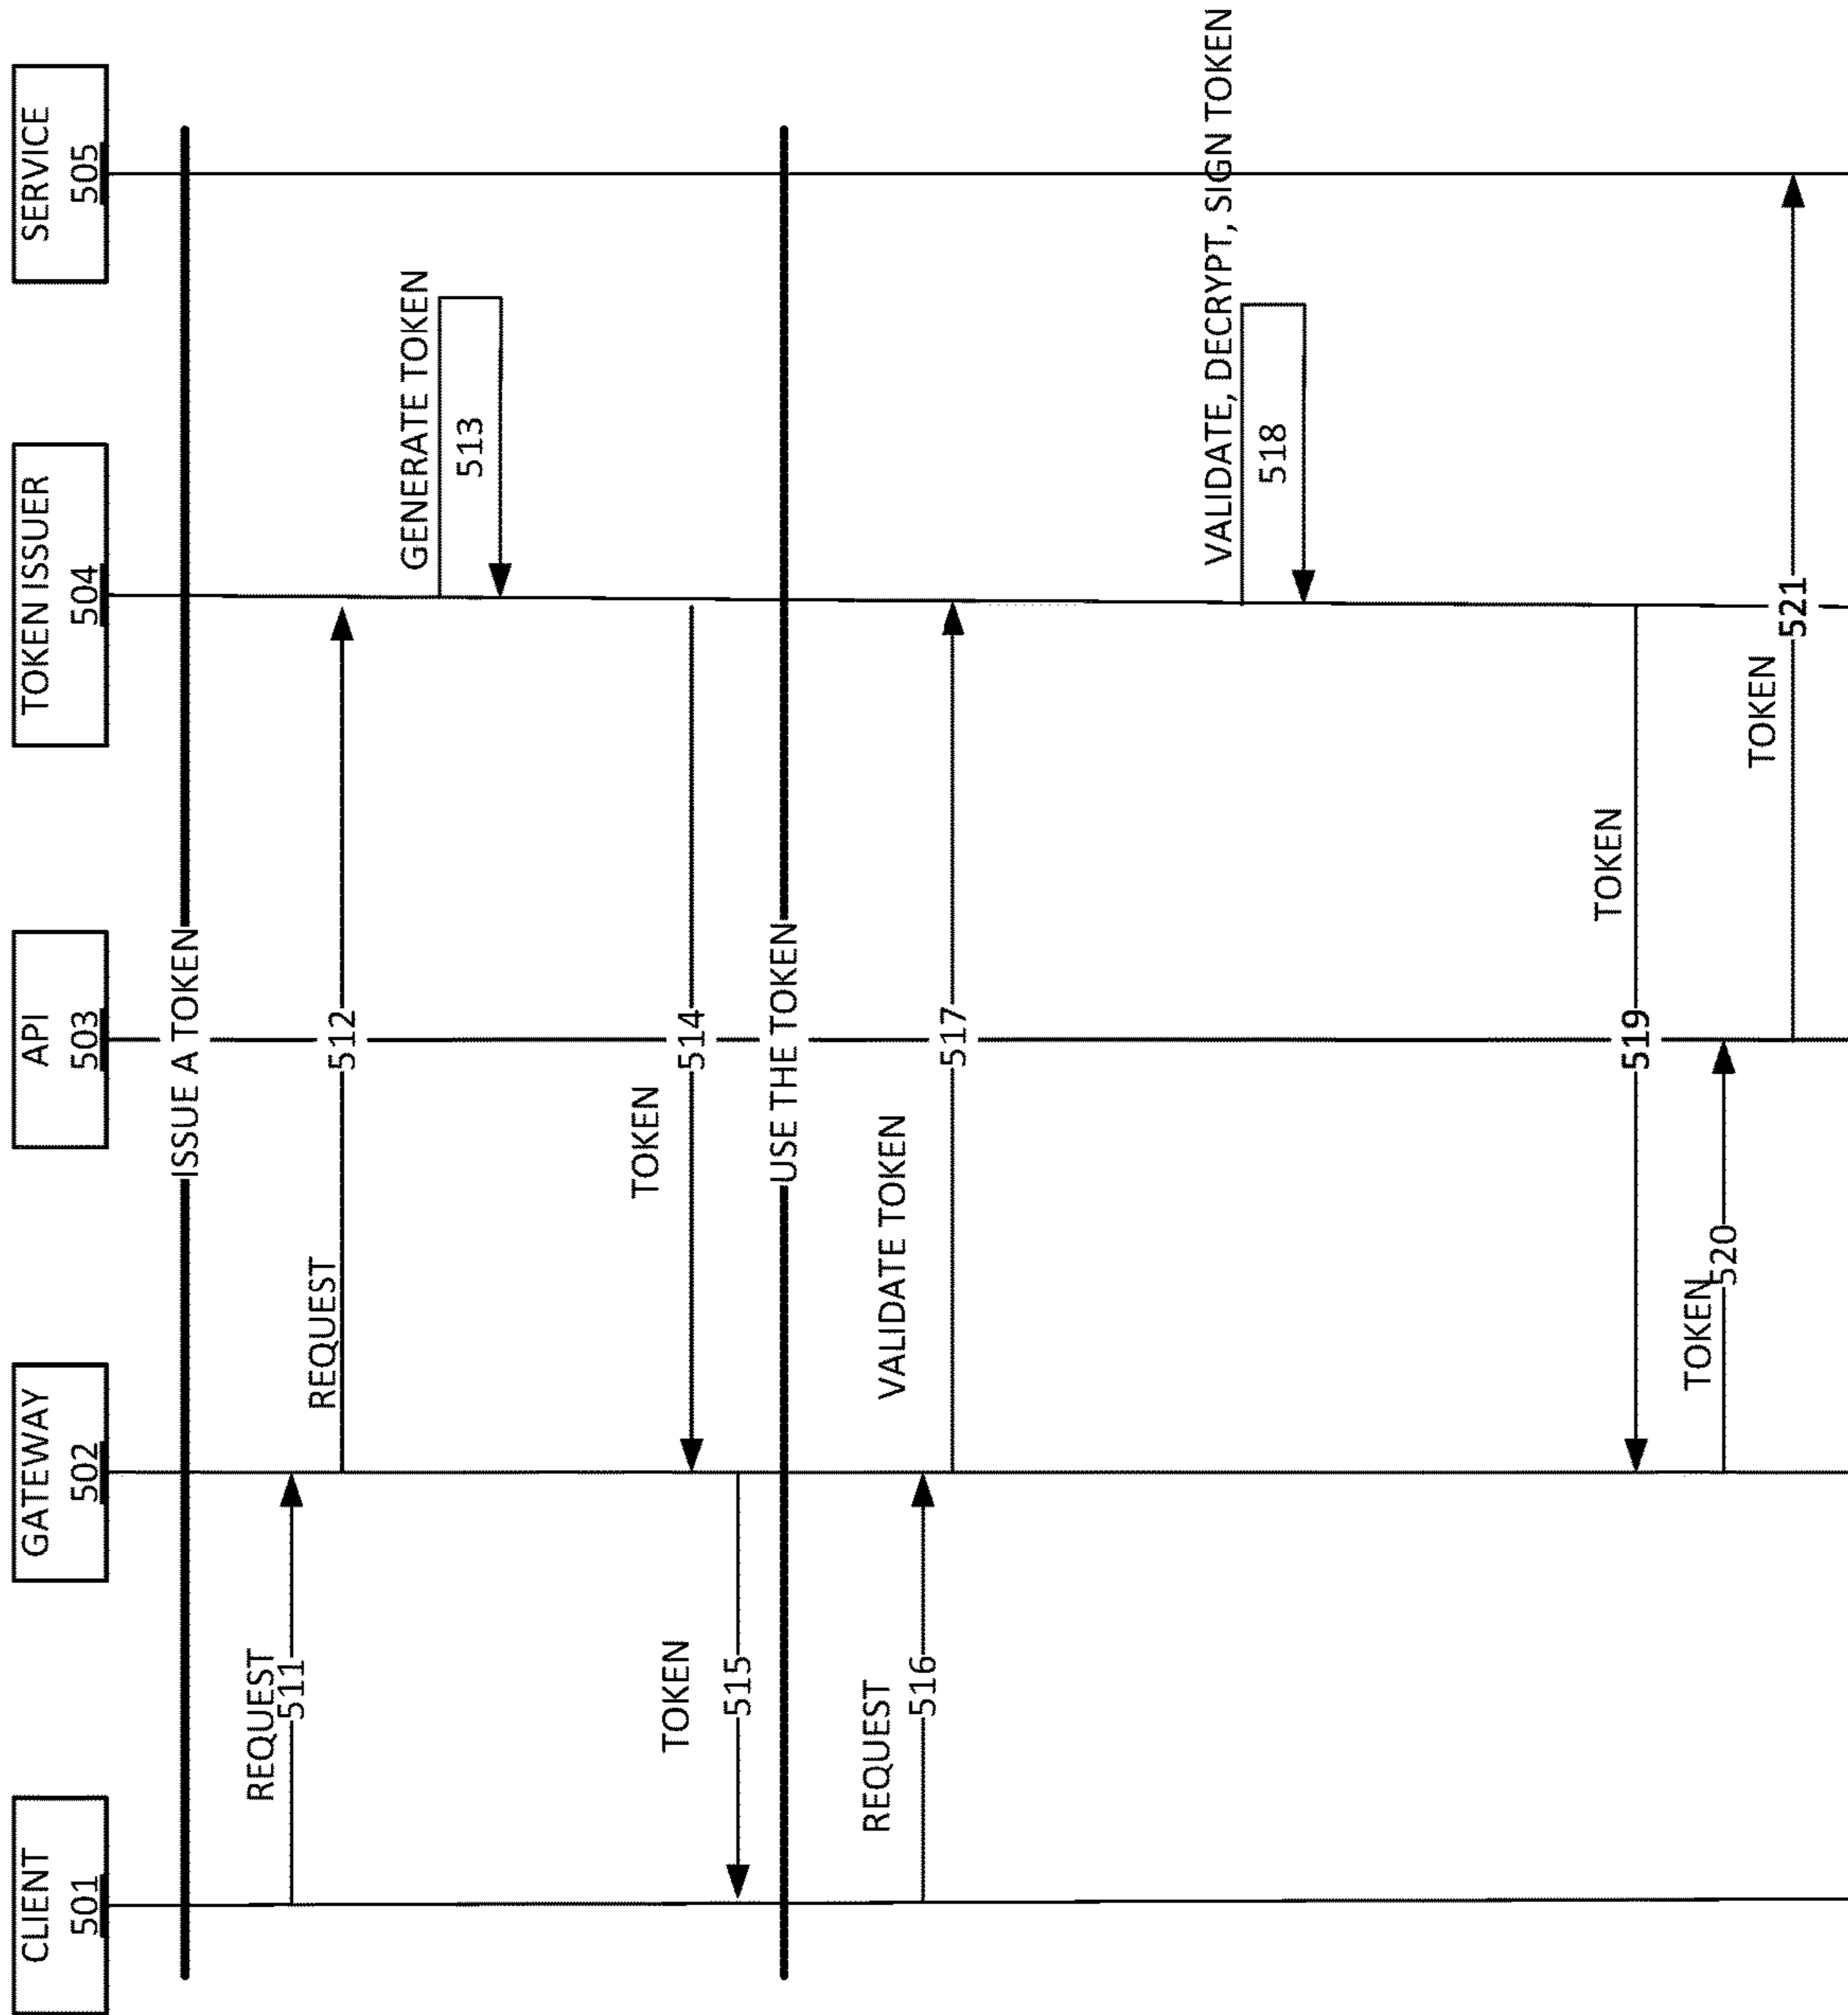 CLIENT
501
GATEWAY
502
API
503
TOKEN ISSUER
504
SERVICE
505
ISSUE A TOKEN
REQUEST
511
REQUEST
512
GENERATE TOKEN
513
TOKEN
514
TOKEN
515
USE THE TOKEN
REQUEST
516
VALIDATE TOKEN
517
VALIDATE, DECRYPT, SIGN TOKEN
518
TOKEN
519
TOKEN
520
TOKEN
521